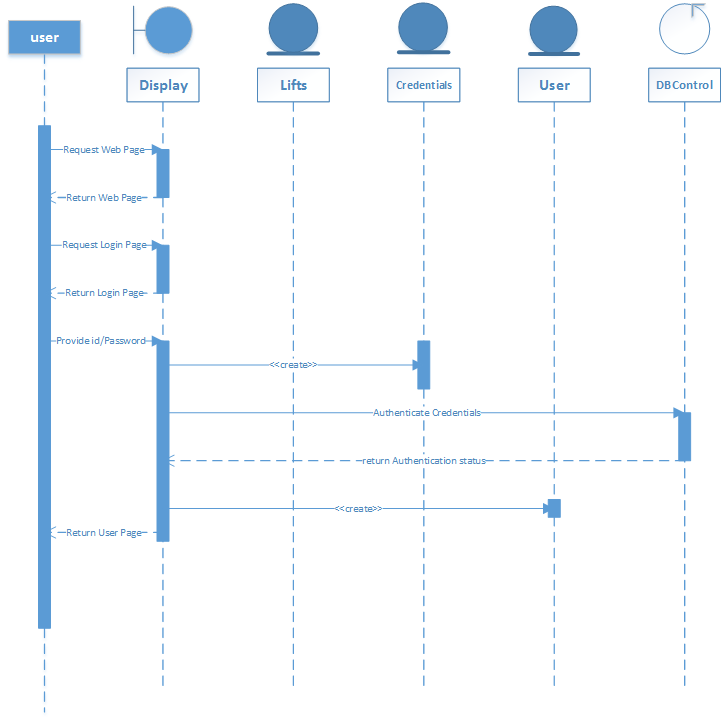 user
Display
Lifts
Credentials
User
DBControl
Request Web Page
Return Web Page
Request Login Page
Return Login Page
Provide id/Password
<<create>>
Authenticate Credentials
return Authentication status
<<create>>
Return User Page